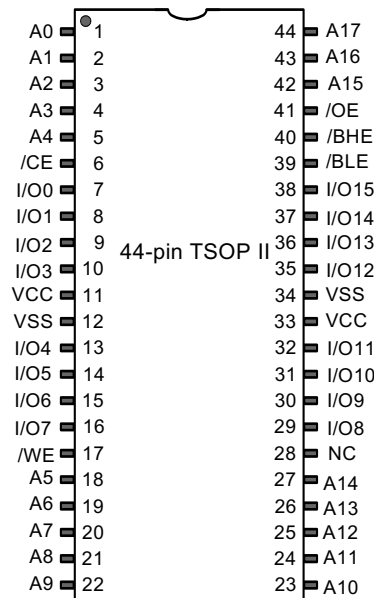 A0 1 44 A17
A1 2 43 A16
A2 3 42 A15
A3 4 41 /OE
A4 5 40 /BHE
/CE 6 39 /BLE
I/O0 7 38 I/O15
I/O1 8 37 I/O14
I/O2 9 44-pin TSOP II 36 I/O13
I/O3 10 35 I/O12
VCC 11 34 VSS
VSS 12 33 VCC
I/O4 13 32 I/O11
I/O5 14 31 I/O10
I/O6 15 30 I/O9
I/O7 16 29 I/O8
/WE 17 28 NC
A5 18 27 A14
A6 19 26 A13
A7 20 25 A12
A8 21 24 A11
A9 22 23 A10